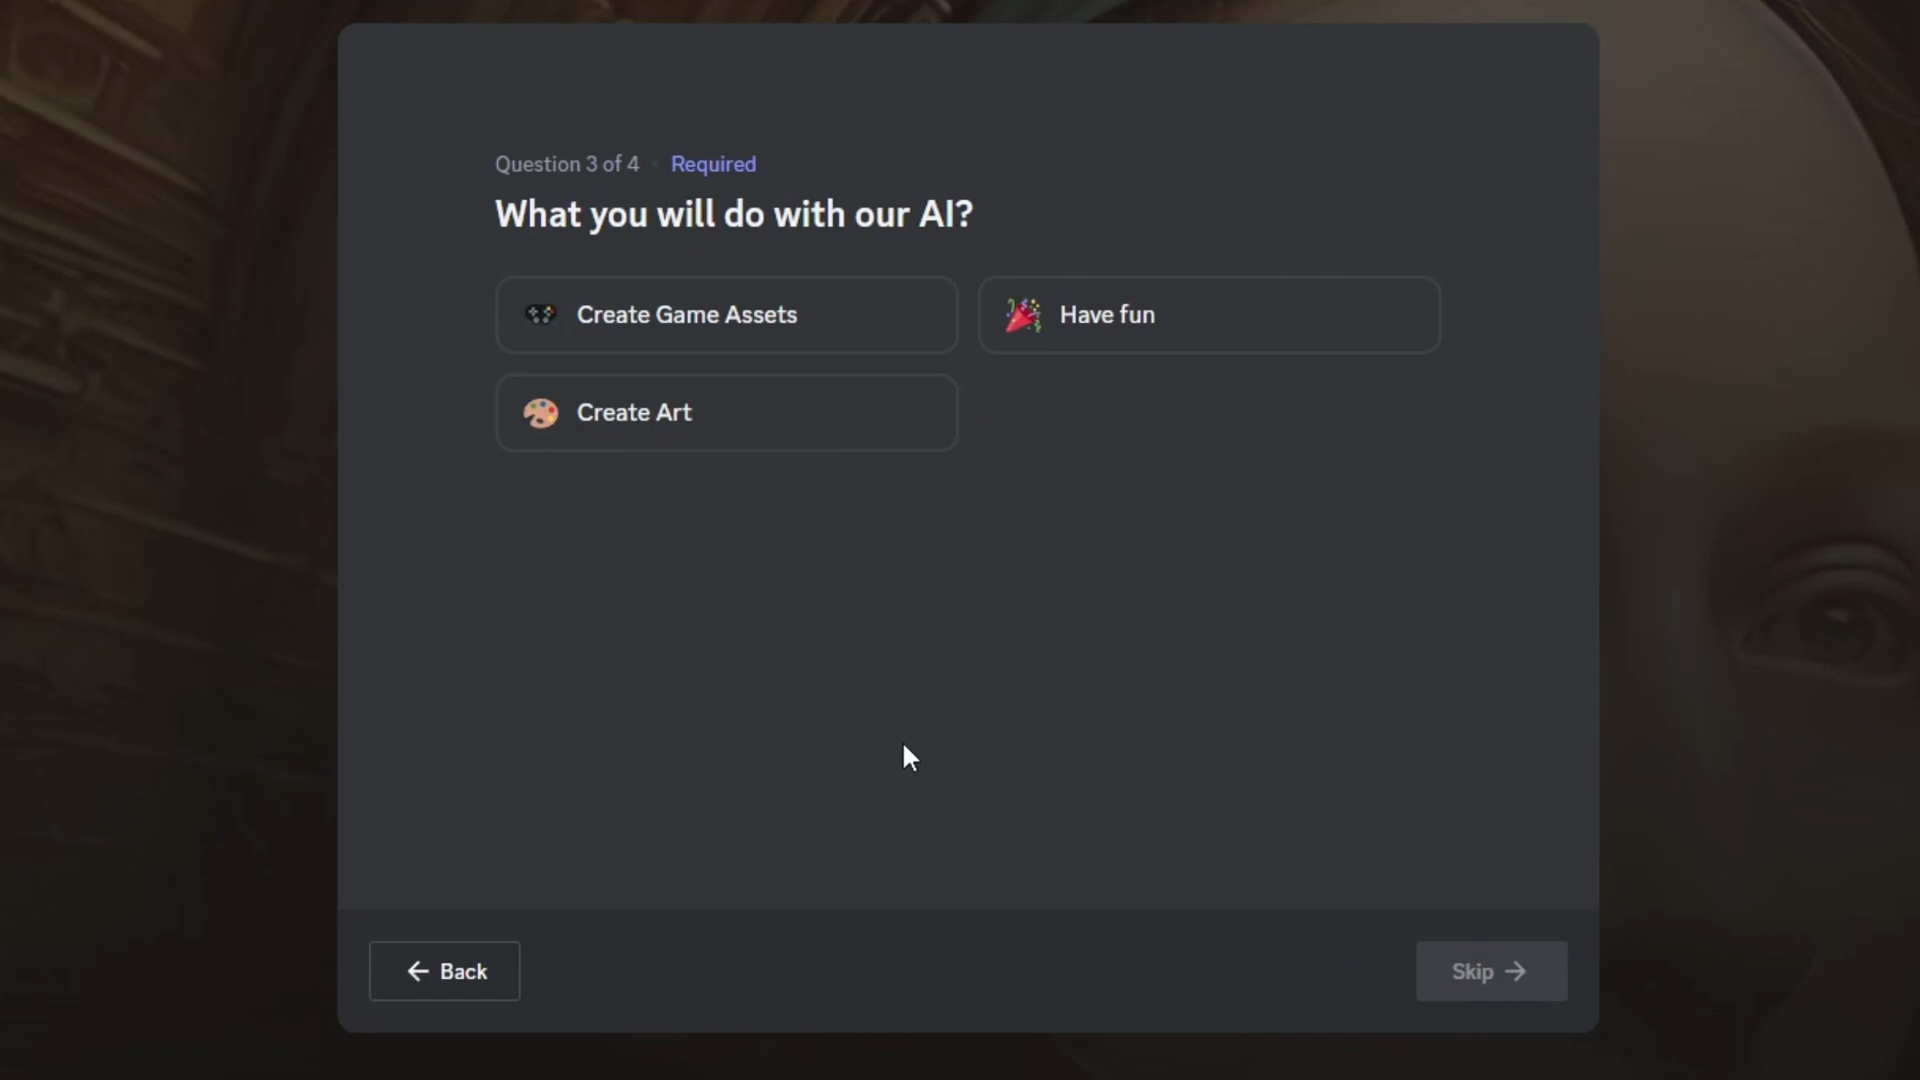 Question 3 of 4 • Required
What you will do with our AI?
Create Game Assets
Have fun
Create Art
Back
Skip